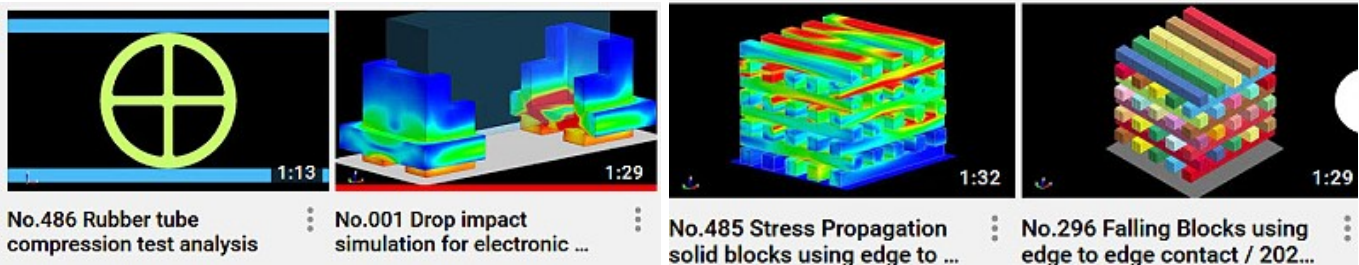 1:13
No.486 Rubber tube
compression test analysis
1:29
No.001 Drop impact
simulation for electronic ...
1:32
No.485 Stress Propagation
solid blocks using edge to ...
1:29
No.296 Falling Blocks using
edge to edge contact / 202...